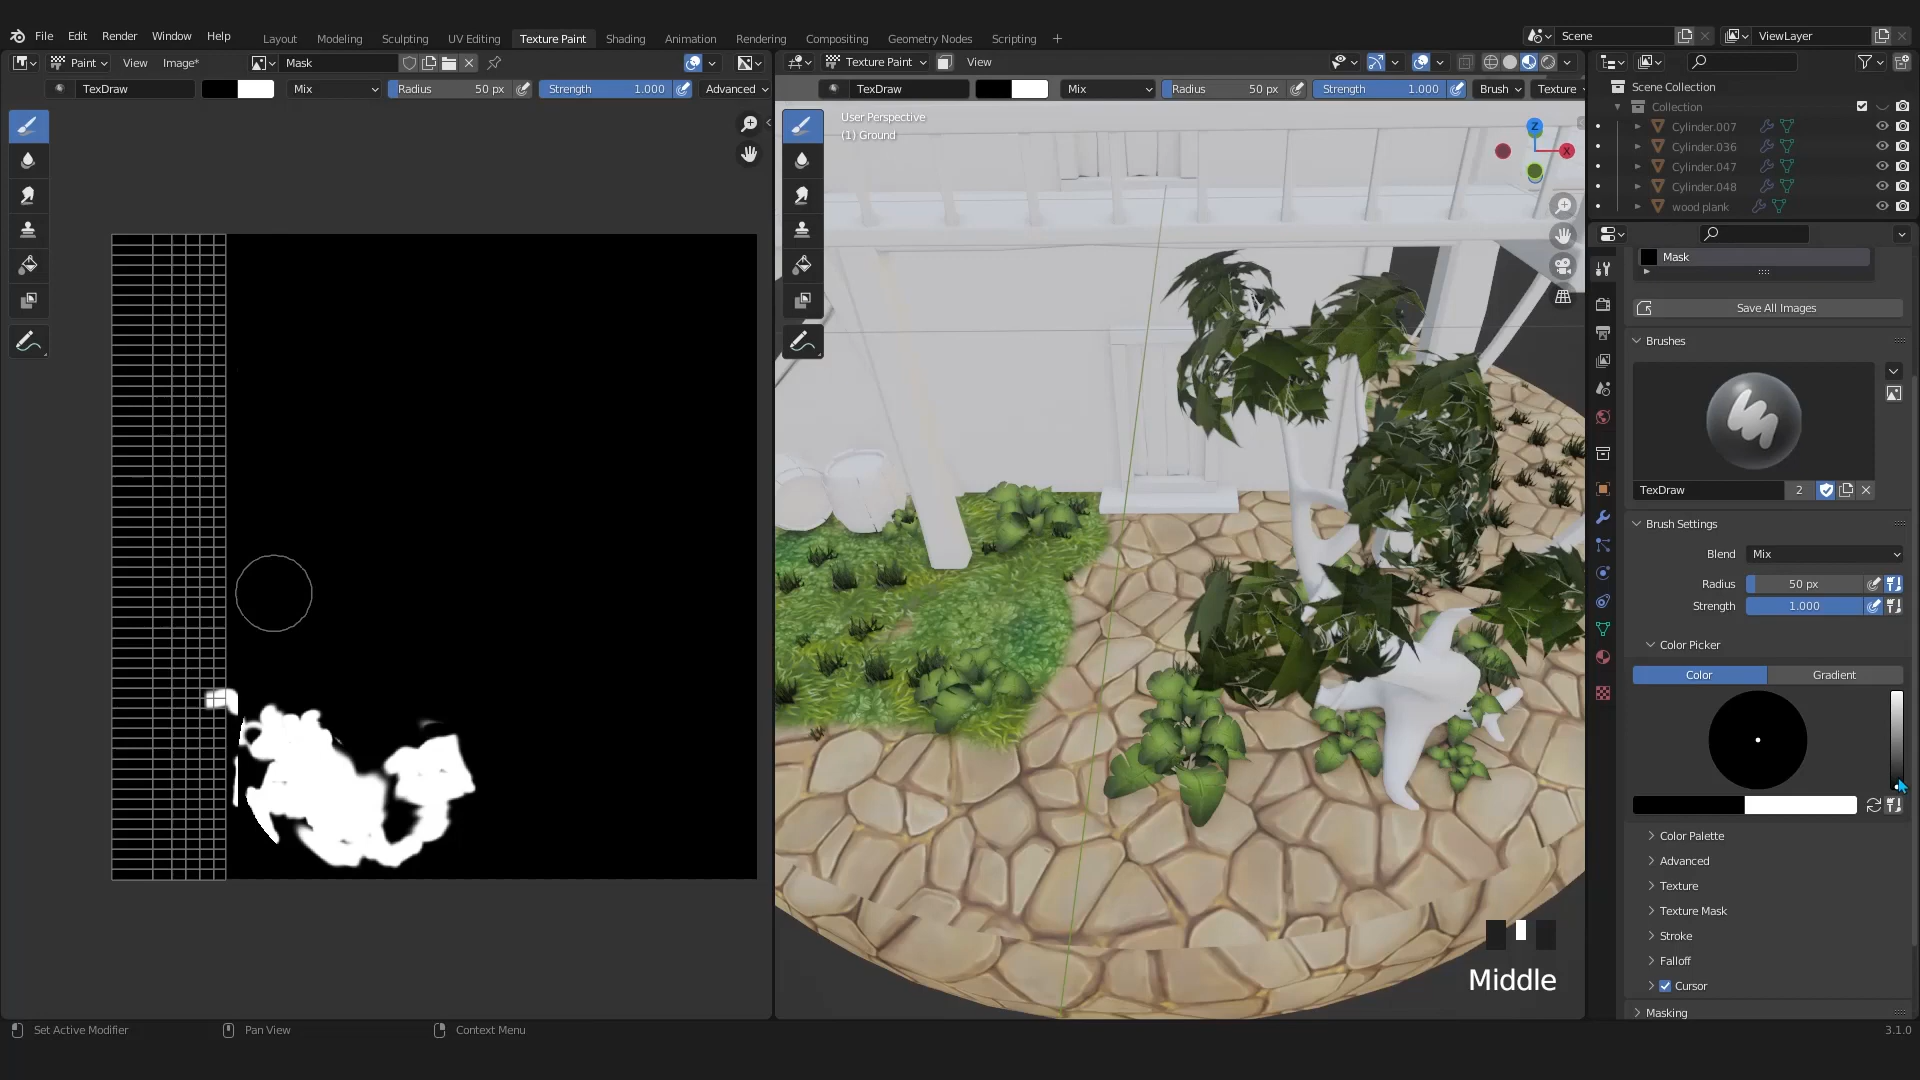 File Edit Render Window Help Layout Modeling Sculpting UV Editing Texture Paint Shading Animation Rendering Compositing Geometry Nodes Scripting + Scene ViewLayer
Paint View Image* Mask Texture Paint View
TexDraw Mix Radius 50 px Strength 1.000 Advanced TexDraw Mix Radius 50 px Strength 1.000 Brush Texture
Scene Collection
Collection
Cylinder.007
Cylinder.036
Cylinder.047
Cylinder.048
wood plank
User Perspective
(1) Ground
Z
X
Mask
Save All Images
Brushes
TexDraw 2
Brush Settings
Blend Mix
Radius 50 px
Strength 1.000
Color Picker
Color Gradient
Color Palette
Advanced
Texture
Texture Mask
Stroke
Falloff
Cursor
Masking
Middle
Set Active Modifier Pan View Context Menu 3.1.0